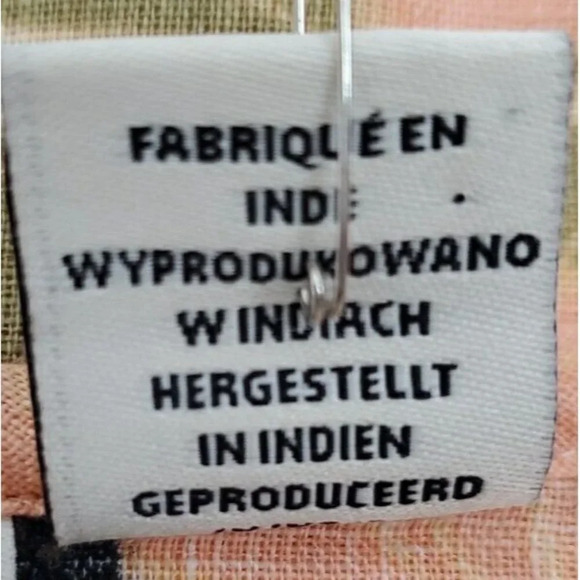 FABRIQUÉ EN
INDE
WYPRODUKOWANO
W INDIACH
HERGESTELLT
IN INDIEN
GEPRODUCEERD